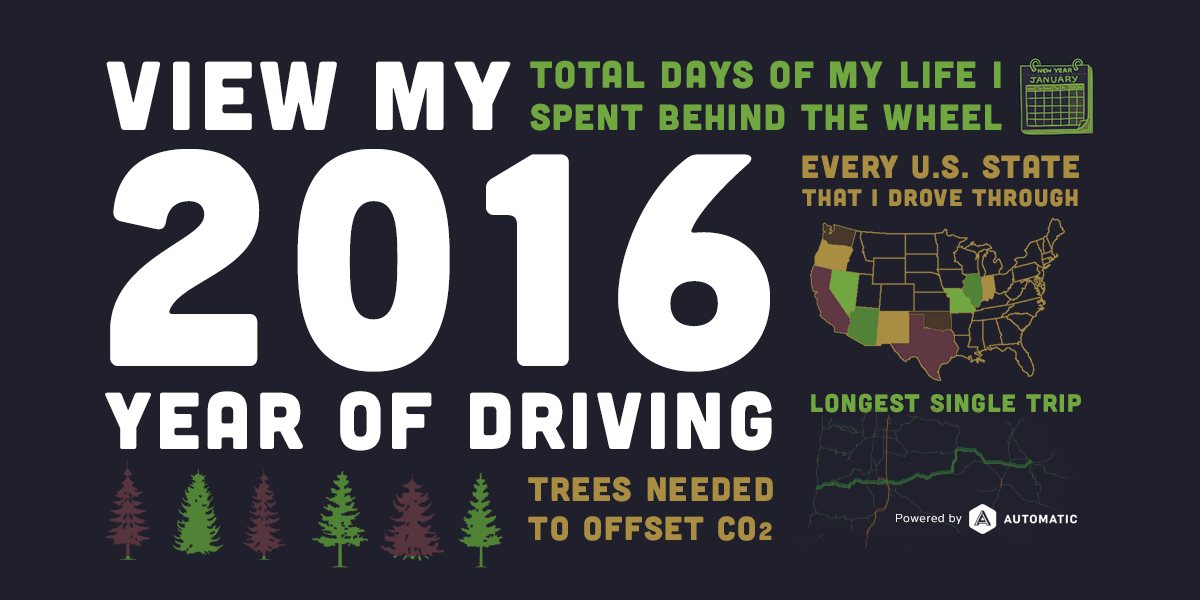 VIEW MY
2016
YEAR OF DRIVING
TOTAL DAYS OF MY LIFE I
SPENT BEHIND THE WHEEL
NEW YEAR
JANUARY
EVERY U.S. STATE
THAT I DROVE THROUGH
LONGEST SINGLE TRIP
TREES NEEDED
TO OFFSET CO2
Powered by AUTOMATIC